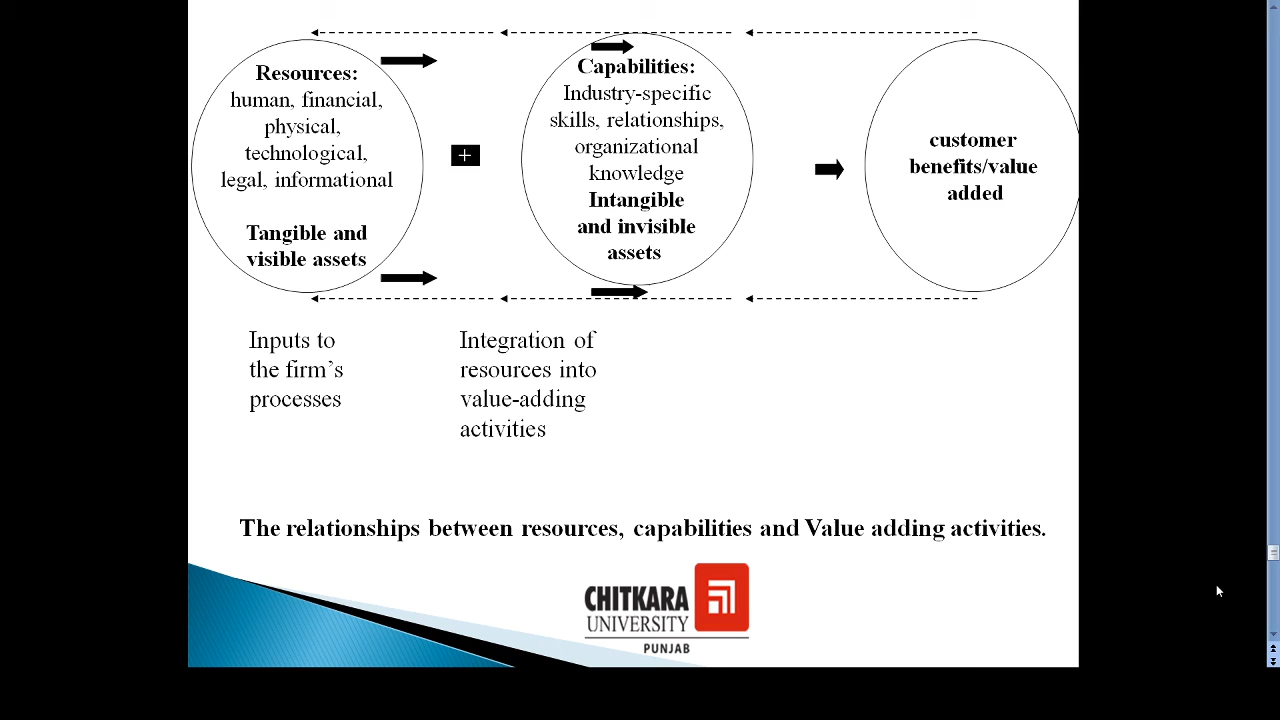 Resources:
human, financial,
physical,
technological,
legal, informational
Tangible and
visible assets
+
Capabilities:
Industry-specific
skills, relationships,
organizational
knowledge
Intangible
and invisible
assets
customer
benefits/value
added
Inputs to
the firm’s
processes
Integration of
resources into
value-adding
activities
The relationships between resources, capabilities and Value adding activities.
CHITKARA
UNIVERSITY
PUNJAB